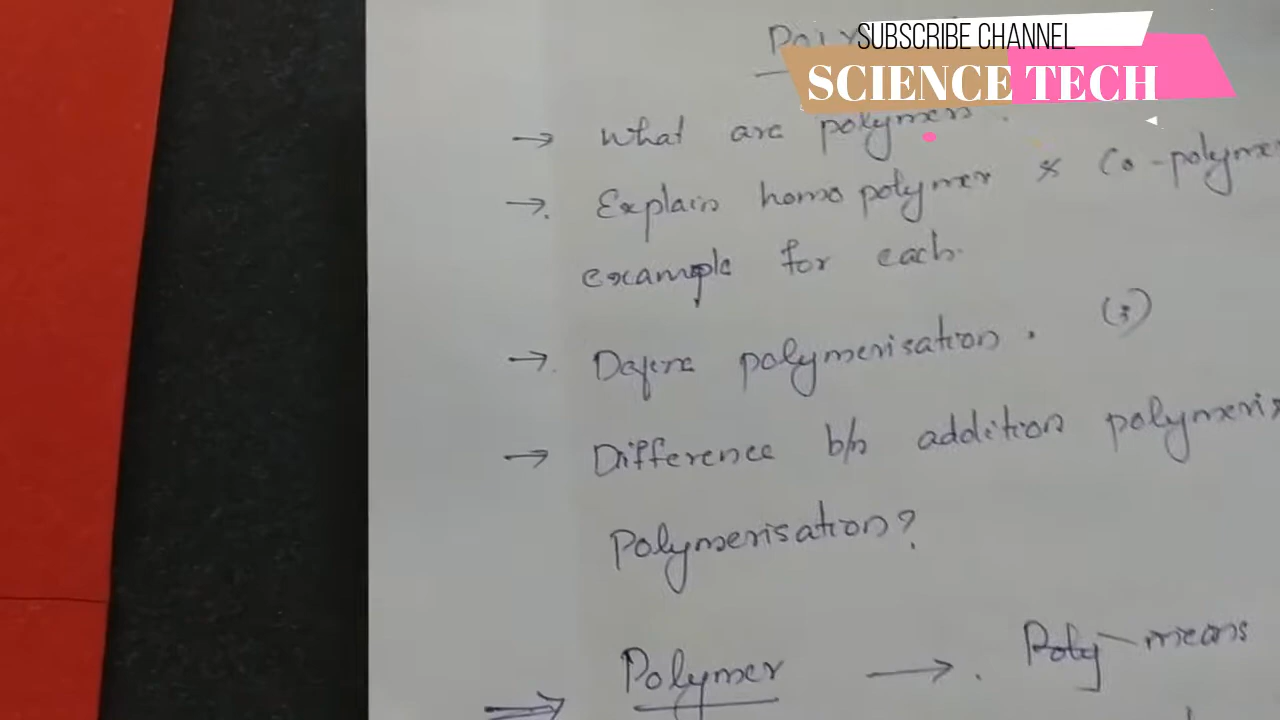 SUBSCRIBE CHANNEL
SCIENCE TECH
→ What are polymers.
→. Explain homo polymer & Co-polyme
example for each.
→. Define polymerisation. (3)
→ Difference b/n addition polymeris
Polymerisation?
⇒ Polymer → . Poly - means